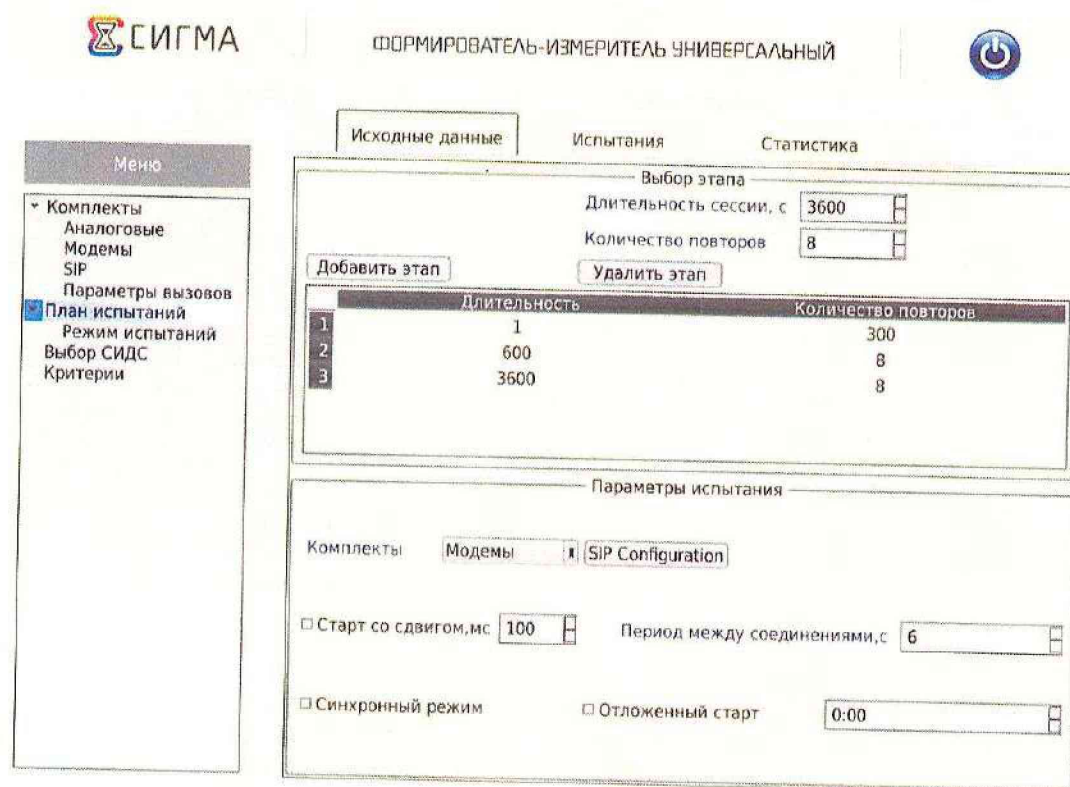 СИГМА
ФОРМИРОВАТЕЛЬ-ИЗМЕРИТЕЛЬ УНИВЕРСАЛЬНЫЙ
Меню
Комплекты
Аналоговые
Модемы
SIP
Параметры вызовов
План испытаний
Режим испытаний
Выбор СИДС
Критерии
Исходные данные Испытания Статистика
Выбор этапа
Длительность сессии, с 3600
Количество повторов 8
Добавить этап Удалить этап
Длительность Количество повторов
1 1 300
2 600 8
3 3600 8
Параметры испытания
Комплекты Модемы SIP Configuration
Старт со сдвигом,мс 100 Период между соединениями,с 6
Синхронный режим Отложенный старт 0:00